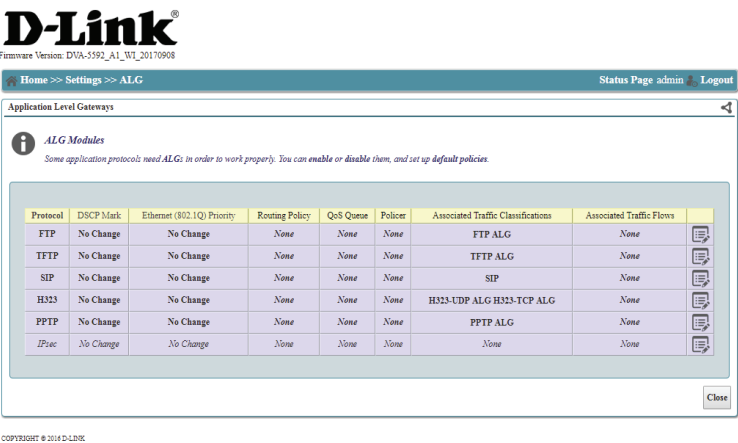 D-Link®
Firmware Version: DVA-5592_A1_WI_20170908
Home >> Settings >> ALG Status Page admin Logout
Application Level Gateways
ALG Modules
Some application protocols need ALGs in order to work properly. You can enable or disable them, and set up default policies.
Protocol DSCP Mark Ethernet (802.1Q) Priority Routing Policy QoS Queue Policer Associated Traffic Classifications Associated Traffic Flows
FTP No Change No Change None None None FTP ALG None
TFTP No Change No Change None None None TFTP ALG None
SIP No Change No Change None None None SIP None
H323 No Change No Change None None None H323-UDP ALG H323-TCP ALG None
PPTP No Change No Change None None None PPTP ALG None
IPsec No Change No Change None None None None None
Close
COPYRIGHT © 2016 D-LINK